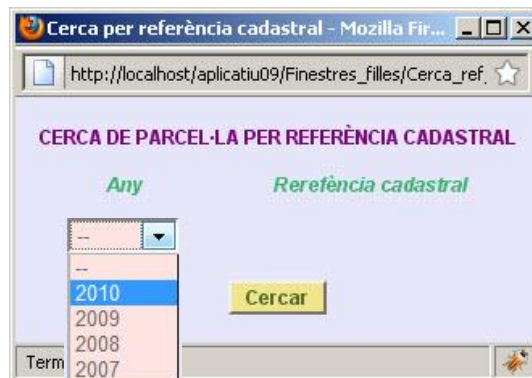 Cerca per referència cadastral - Mozilla Fir...
http://localhost/aplicatiu09/Finestres_filles/Cerca_ref_
CERCA DE PARCEL·LA PER REFERÈNCIA CADASTRAL
Any Rerefència cadastral
--
--
2010
Cercar
2009
2008
2007
Term